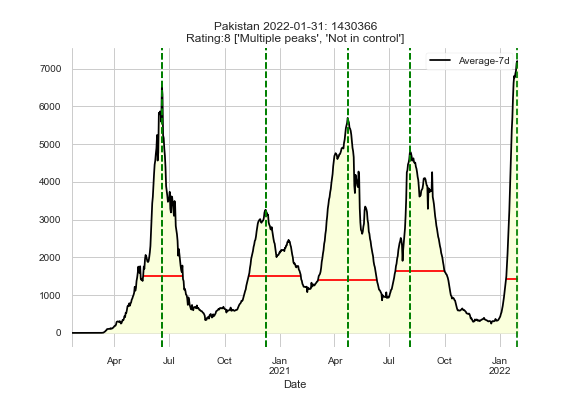 Pakistan 2022-01-31: 1430366
Rating:8 ['Multiple peaks', 'Not in control']
Average-7d
7000
6000
5000
4000
3000
2000
1000
0
Apr Jul Oct Jan Apr Jul Oct Jan
2021 2022
Date